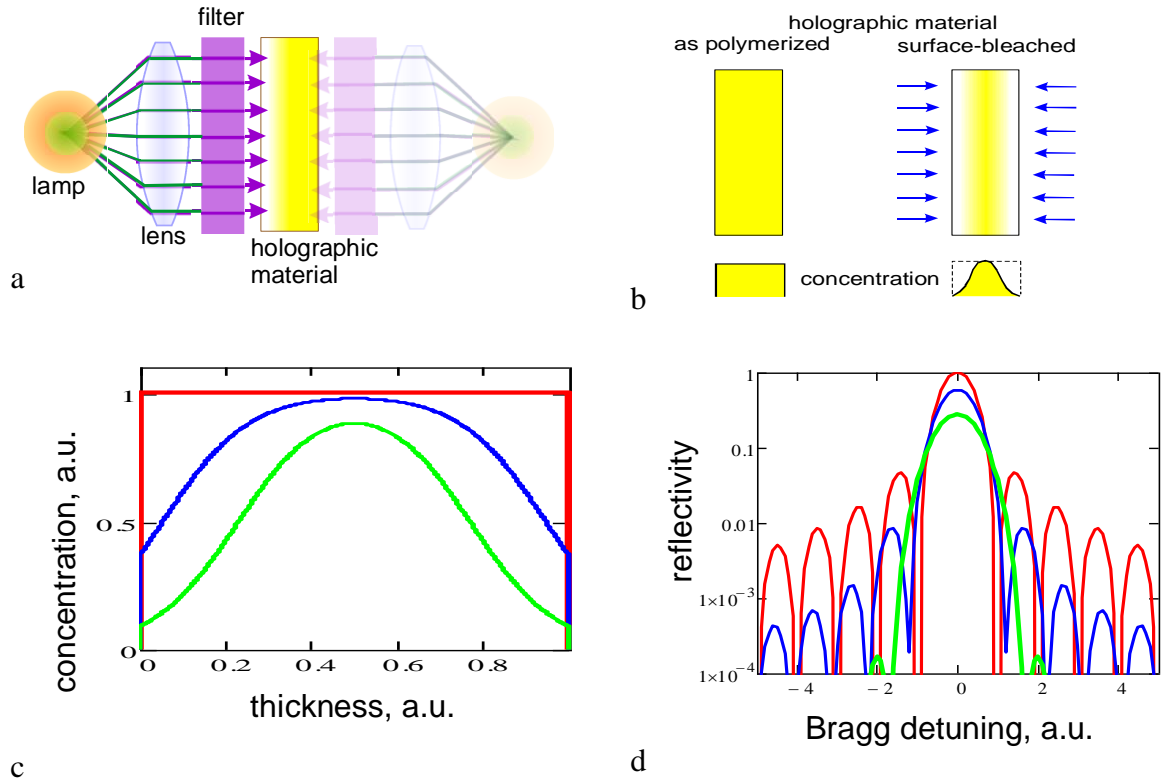 filter
lamp
lens
holographic
material
a
holographic material
as polymerized
surface-bleached
concentration
b
concentration, a.u.
1
0.5
0
0 0.2 0.4 0.6 0.8
thickness, a.u.
c
reflectivity
1
0.1
0.01
1×10⁻³
1×10⁻⁴
−4 −2 0 2 4
Bragg detuning, a.u.
d